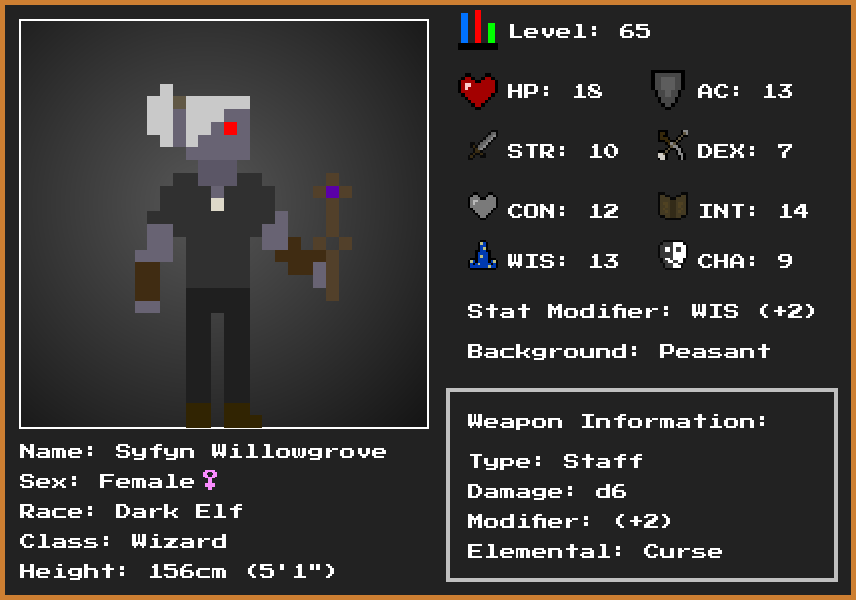 Level: 65
HP: 18
AC: 13
STR: 10
DEX: 7
CON: 12
INT: 14
WIS: 13
CHA: 9
Stat Modifier: WIS (+2)
Background: Peasant
Weapon Information:
Type: Staff
Damage: d6
Modifier: (+2)
Elemental: Curse
Name: Syfyn Willowgrove
Sex: Female♀
Race: Dark Elf
Class: Wizard
Height: 156cm (5'1")